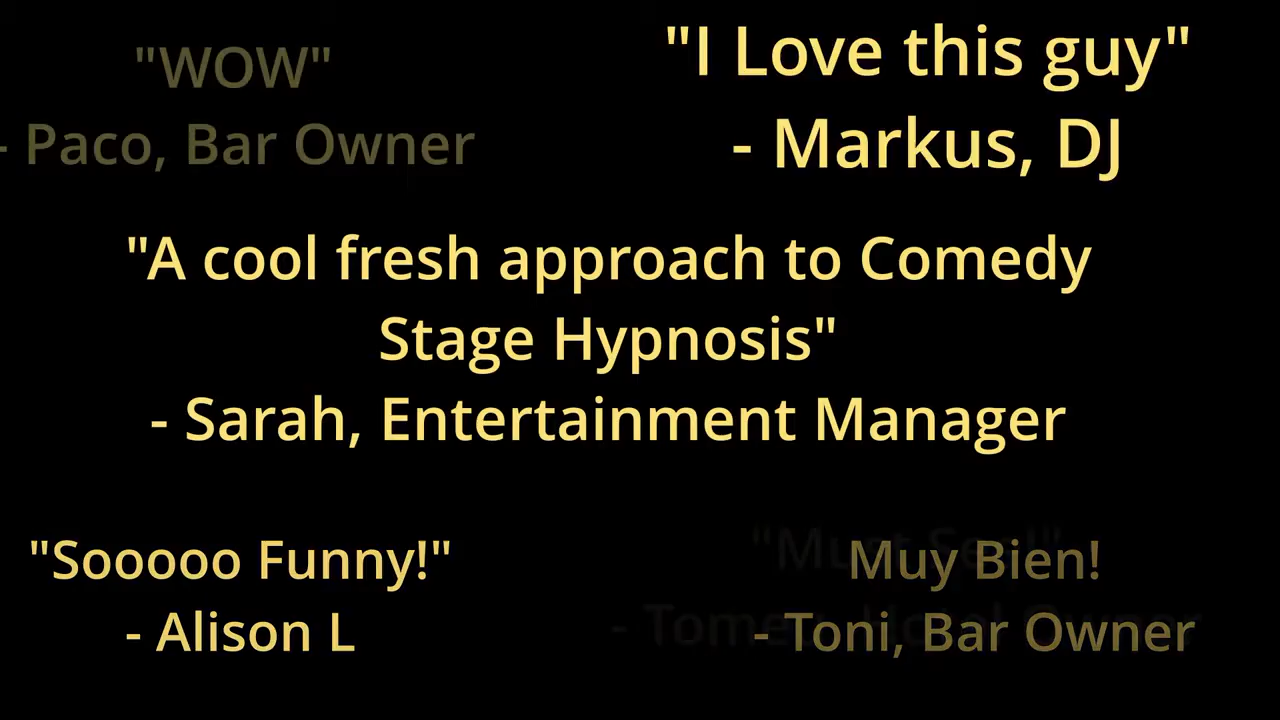 "WOW"
- Paco, Bar Owner
"I Love this guy"
- Markus, DJ
"A cool fresh approach to Comedy
Stage Hypnosis"
- Sarah, Entertainment Manager
"Sooooo Funny!"
- Alison L
Muy Bien!
- Toni, Bar Owner